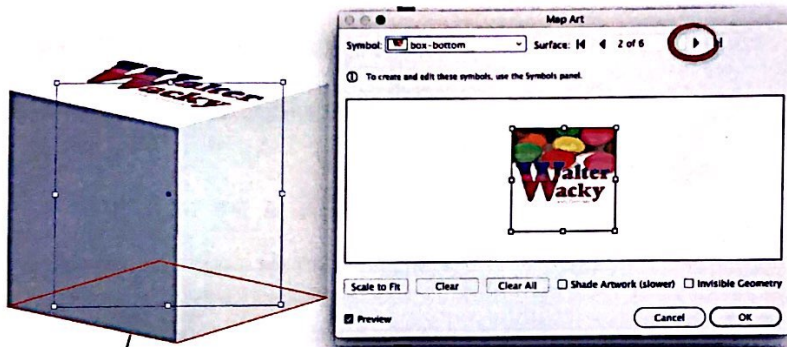 Walter
Wacky
Map Art
Symbol: box-bottom Surface: 2 of 6
To create and edit these symbols, use the Symbols panel.
Walter
Wacky
Scale to Fit Clear Clear All Shade Artwork (slower) Invisible Geometry
Preview Cancel OK